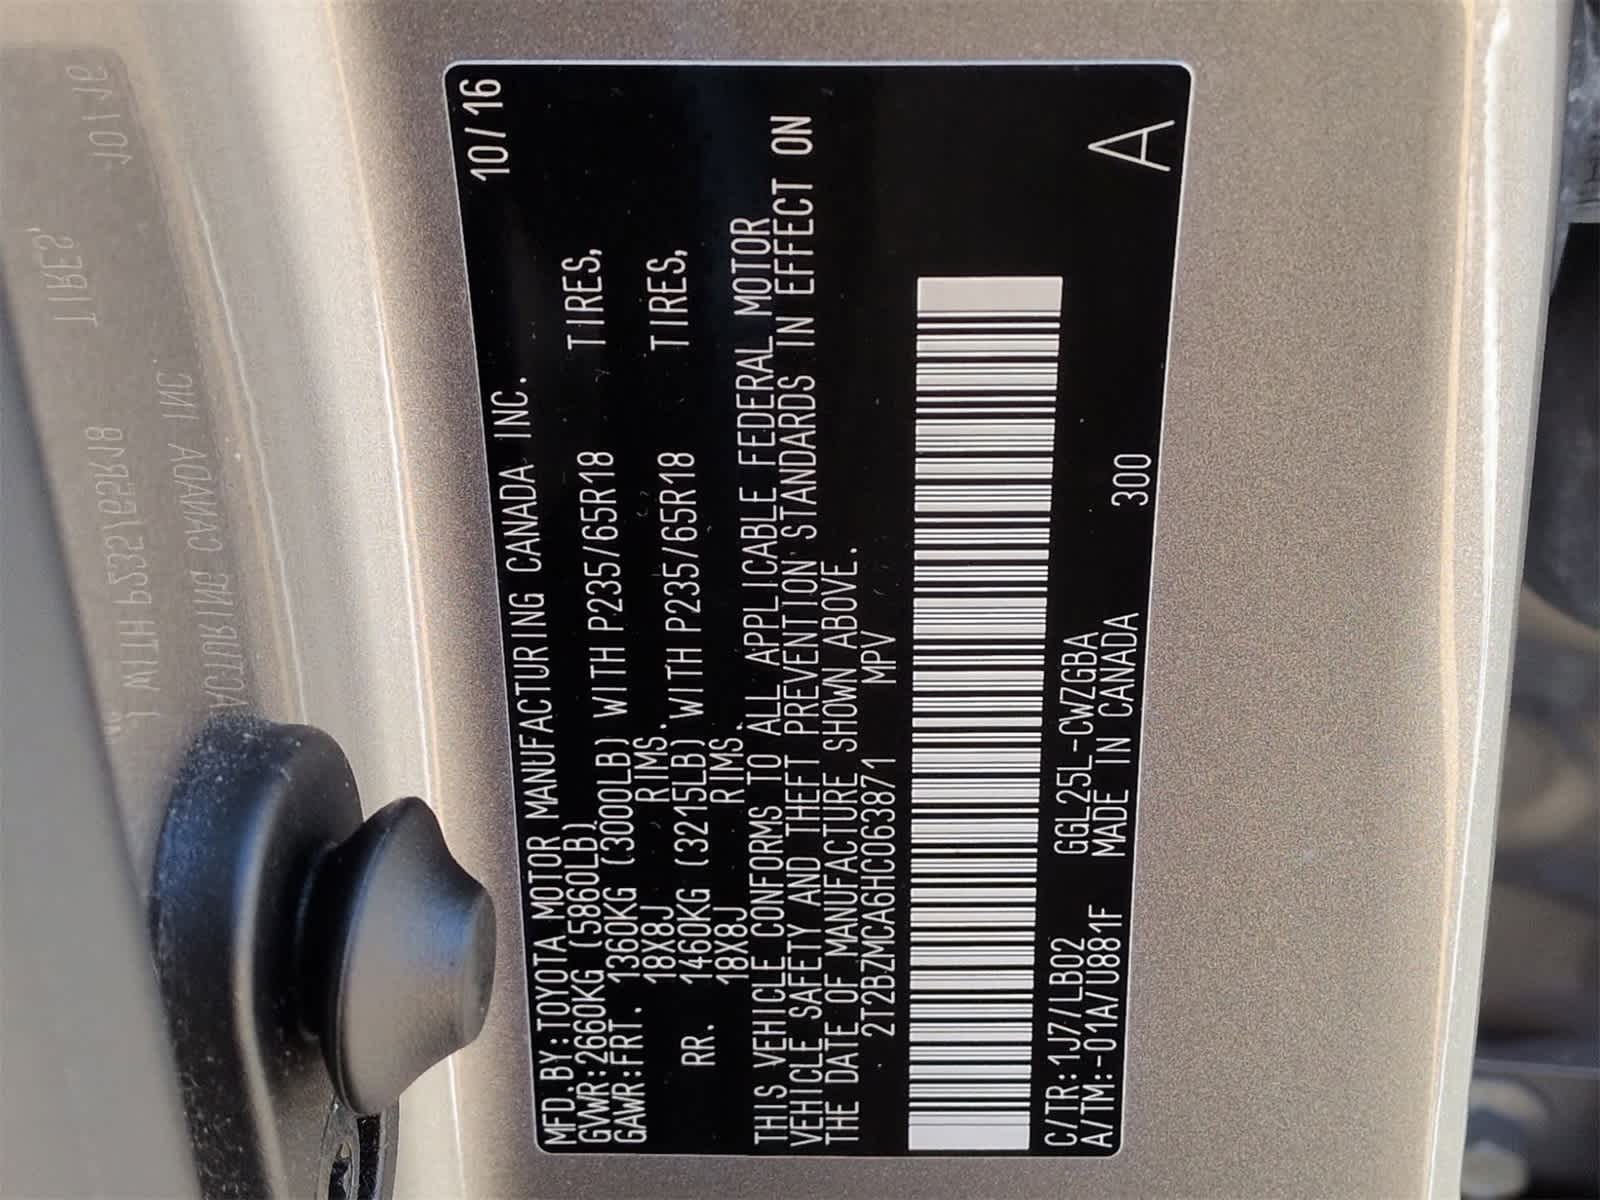 MFD.BY:TOYOTA MOTOR MANUFACTURING CANADA INC. 10/16
GVWR:2660KG (5860LB)
GAWR:FRT. 1360KG (3000LB) WITH P235/65R18 TIRES,
18X8J RIMS.
RR. 1460KG (3215LB) WITH P235/65R18 TIRES,
18X8J RIMS.
THIS VEHICLE CONFORMS TO ALL APPLICABLE FEDERAL MOTOR
VEHICLE SAFETY AND THEFT PREVENTION STANDARDS IN EFFECT ON
THE DATE OF MANUFACTURE SHOWN ABOVE.
2T2BZMCA6HC063871 MPV
C/TR:1J7/LB02 GGL25L-CWZGBA
A/TM:-01A/U881F MADE IN CANADA 300 A